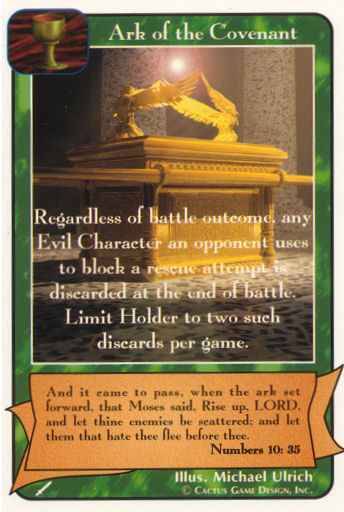 Ark of the Covenant
Regardless of battle outcome, any
Evil Character an opponent uses
to block a rescue attempt is
discarded at the end of battle.
Limit Holder to two such
discards per game.
And it came to pass, when the ark set
forward, that Moses said, Rise up, LORD,
and let thine enemies be scattered; and let
them that hate thee flee before thee.
Numbers 10: 35
Illus. Michael Ulrich
© Cactus Game Design, Inc.